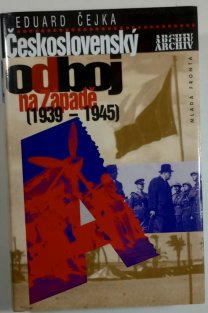 EDUARD ČEJKA
Československý
odboj
na Západě
(1939 – 1945)
ARCHIV
ARCHIV
MLADÁ FRONTA
A